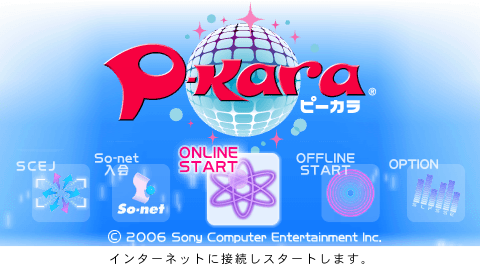 P-kara®
ピーカラ
SCEJ
So-net
入会
So-net
ONLINE
START
OFFLINE
START
OPTION
© 2006 Sony Computer Entertainment Inc.
インターネットに接続しスタートします。